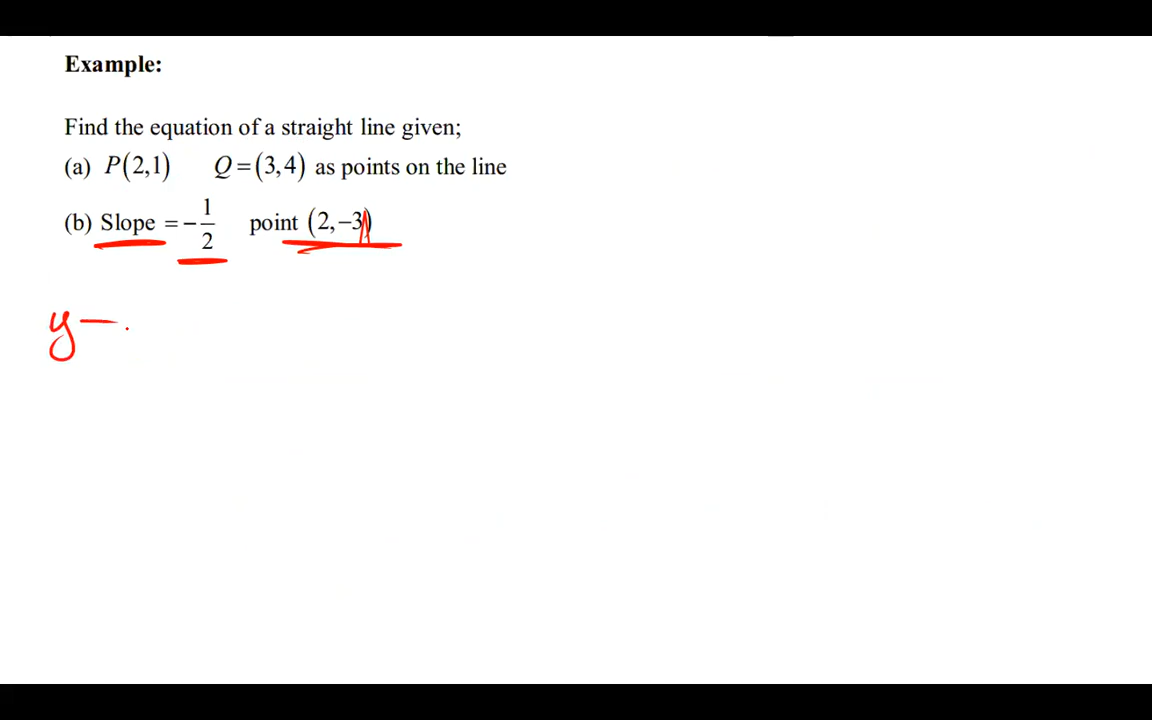 Example:
Find the equation of a straight line given;
(a) P(2,1) Q=(3,4) as points on the line
(b) Slope = -1/2 point (2,-3)
y-